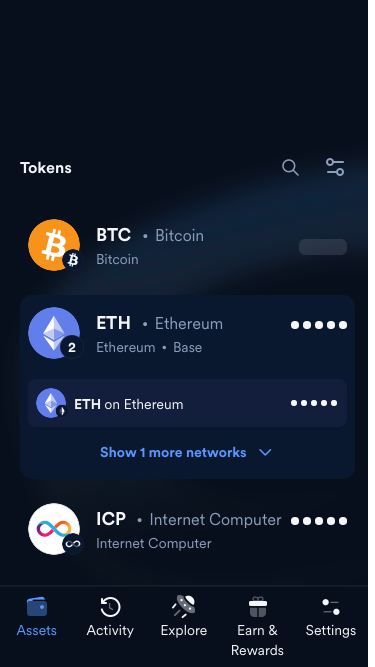 Tokens
BTC • Bitcoin
Bitcoin
ETH • Ethereum •••••
2
Ethereum • Base
ETH on Ethereum •••••
Show 1 more networks
ICP • Internet Computer •••••
Internet Computer
Assets Activity Explore Earn & Rewards Settings